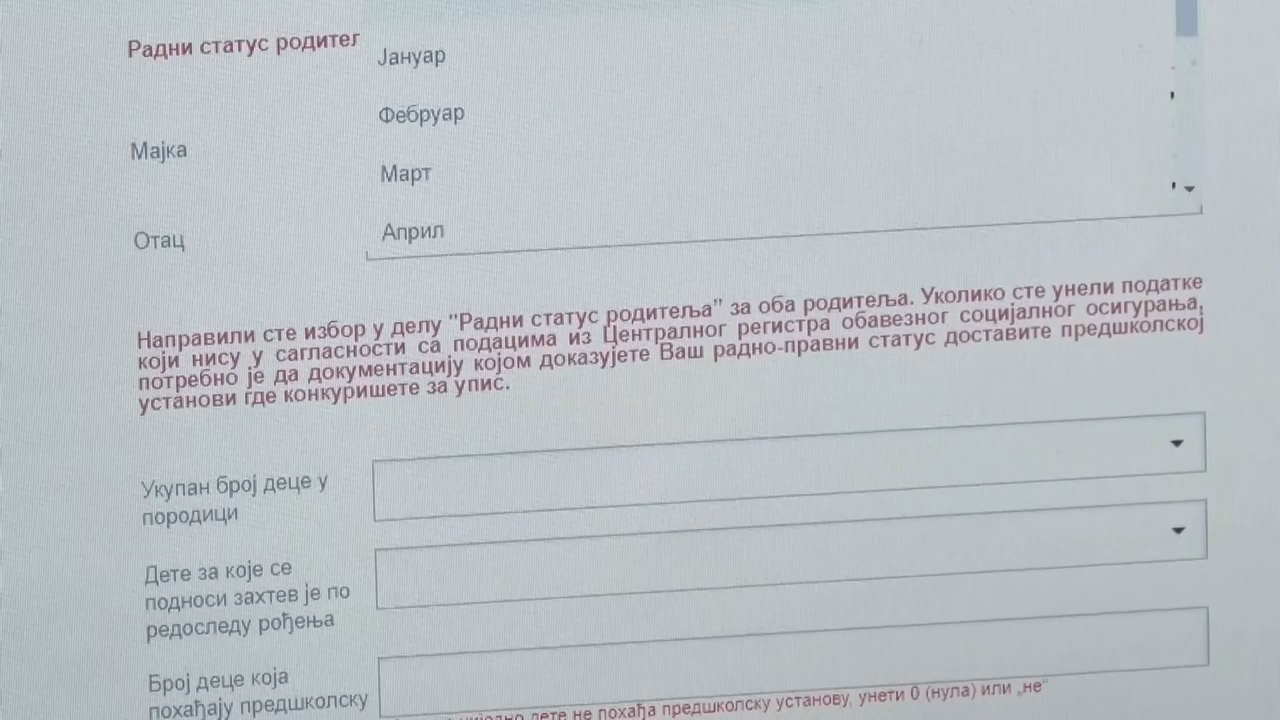 Радни статус родитељ
Јануар
Фебруар
Мајка
Март
Отац
Април
Направили сте избор у делу "Радни статус родитеља" за оба родитеља. Уколико сте унели податке
који нису у сагласности са подацима из Централног регистра обавезног социјалног осигурања,
потребно је да документацију којом доказујете Ваш радно-правни статус доставите предшколској
установи где конкуришете за упис.
Укупан број деце у
породици
Дете за које се
подноси захтев је по
редоследу рођења
Број деце која
похађају предшколску
дете не похађа предшколску установу, унети 0 (нула) или „не“